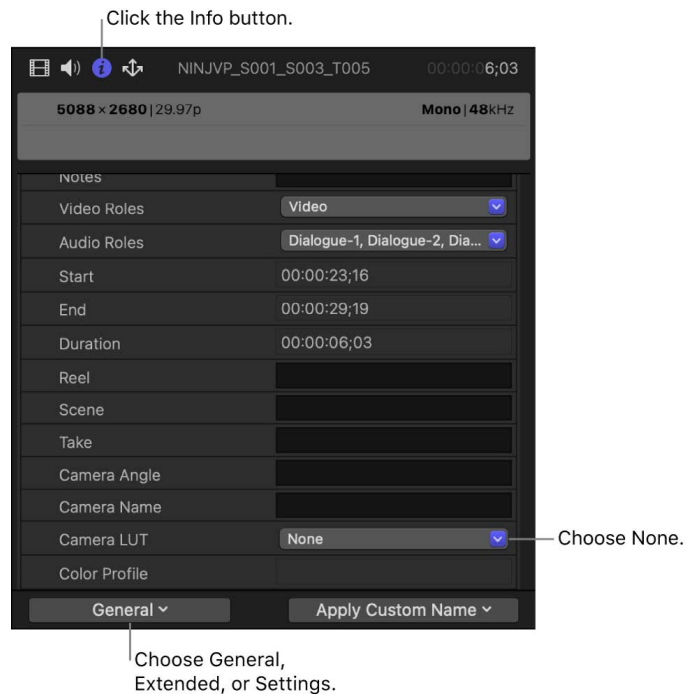 Click the Info button.
NINJVP_S001_S003_T005 00:00:06;03
5088 × 2680 | 29.97p Mono | 48kHz
Notes
Video Roles Video
Audio Roles Dialogue-1, Dialogue-2, Dia...
Start 00:00:23;16
End 00:00:29;19
Duration 00:00:06;03
Reel
Scene
Take
Camera Angle
Camera Name
Camera LUT None Choose None.
Color Profile
General Apply Custom Name
Choose General,
Extended, or Settings.